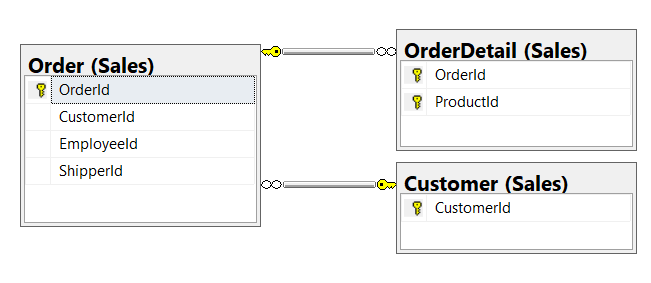 Order (Sales)
OrderId
CustomerId
EmployeeId
ShipperId
OrderDetail (Sales)
OrderId
ProductId
Customer (Sales)
CustomerId